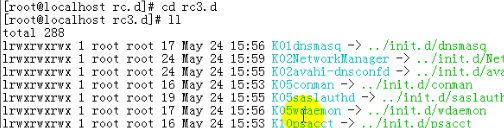 [root@localhost rc.d]# cd rc3.d
[root@localhost rc3.d]# ll
total 288
lrwxrwxrwx 1 root root 17 May 24 15:56 K01dnsmasq -> ../init.d/dnsmasq
lrwxrwxrwx 1 root root 24 May 24 15:59 K02NetworkManager -> ../init.d/Net
lrwxrwxrwx 1 root root 24 May 24 15:56 K02avahi-dnsconfd -> ../init.d/ava
lrwxrwxrwx 1 root root 16 May 24 15:53 K05conman -> ../init.d/conman
lrwxrwxrwx 1 root root 19 May 24 15:55 K05saslauthd -> ../init.d/saslauth
lrwxrwxrwx 1 root root 17 May 24 15:56 K05wdaemon -> ../init.d/wdaemon
lrwxrwxrwx 1 root root 16 May 24 15:53 K10psacct -> ../init.d/psacct